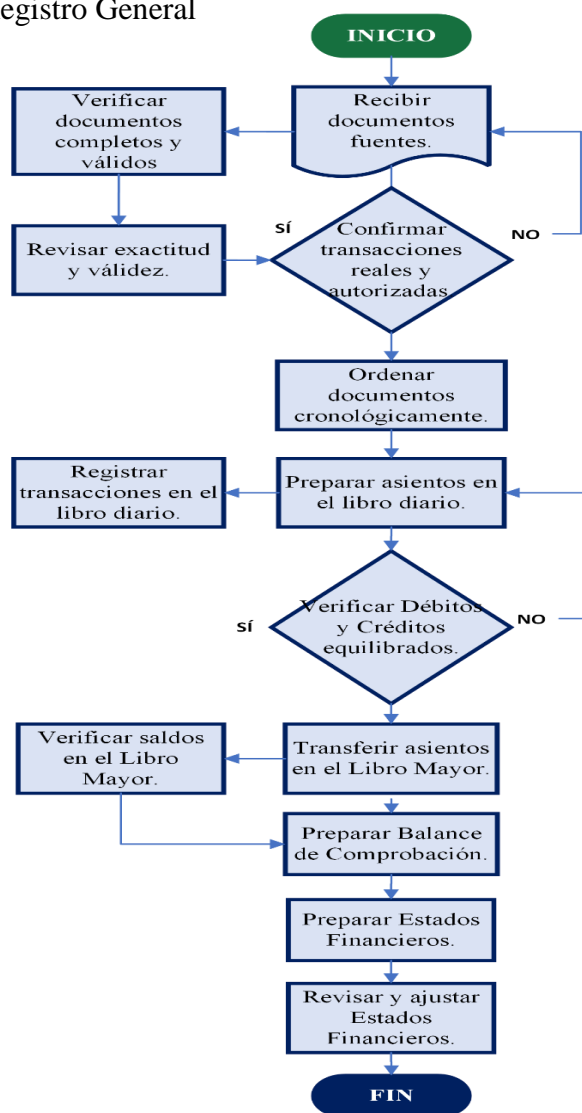 egistro General
INICIO
Verificar
documentos
completos y
válidos
Recibir
documentos
fuentes.
Revisar exactitud
y válidez.
SÍ
Confirmar
transacciones
reales y
autorizadas
NO
Ordenar
documentos
cronológicamente.
Registrar
transacciones en el
libro diario.
Preparar asientos en
el libro diario.
SÍ
Verificar Débitos
y Créditos
equilibrados.
NO
Verificar saldos
en el Libro
Mayor.
Transferir asientos
en el Libro Mayor.
Preparar Balance
de Comprobación.
Preparar Estados
Financieros.
Revisar y ajustar
Estados
Financieros.
FIN